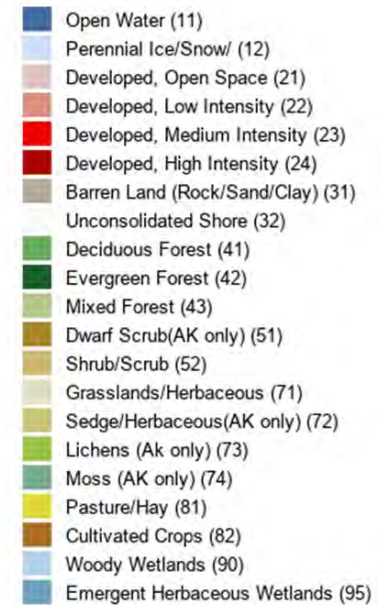 Open Water (11)
Perennial Ice/Snow/ (12)
Developed, Open Space (21)
Developed, Low Intensity (22)
Developed, Medium Intensity (23)
Developed, High Intensity (24)
Barren Land (Rock/Sand/Clay) (31)
Unconsolidated Shore (32)
Deciduous Forest (41)
Evergreen Forest (42)
Mixed Forest (43)
Dwarf Scrub(AK only) (51)
Shrub/Scrub (52)
Grasslands/Herbaceous (71)
Sedge/Herbaceous(AK only) (72)
Lichens (Ak only) (73)
Moss (AK only) (74)
Pasture/Hay (81)
Cultivated Crops (82)
Woody Wetlands (90)
Emergent Herbaceous Wetlands (95)